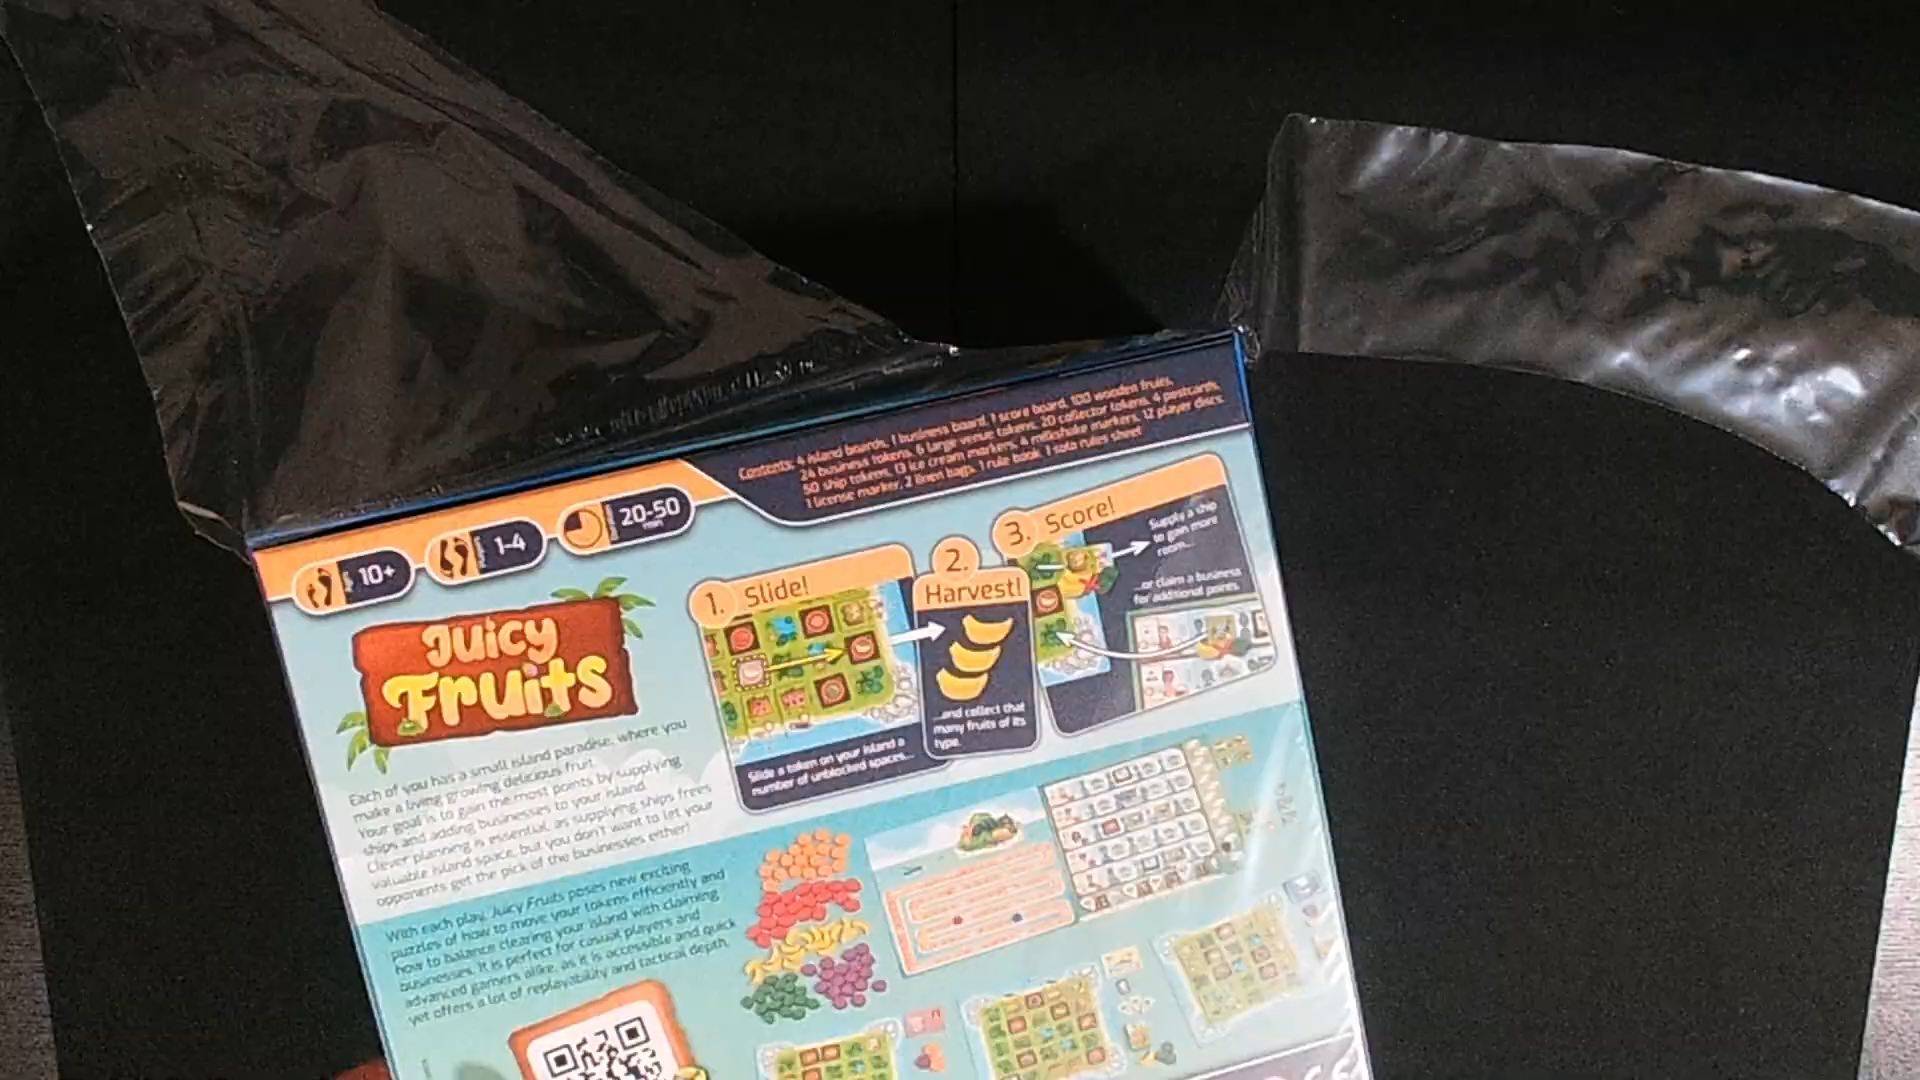 Contents: 4 island boards, 1 business board, 1 score board, 100 wooden fruits,
24 business tokens, 6 large venue tokens, 20 collector tokens, 4 postcards,
50 ship tokens, 13 ice cream markers, 4 milkshake markers, 12 player discs
1 license marker, 2 linen bags, 1 rule book, 1 solo rules sheet
10+
Players
1-4
20-50
min
Juicy
Fruits
1. Slide!
Slide a token on your island a
number of unblocked spaces...
2.
Harvest!
...and collect that
many fruits of its
type.
3. Score!
Supply a ship
to gain more
room...
...or claim a business
for additional points.
Each of you has a small island paradise, where you
make a living growing delicious fruit.
Your goal is to gain the most points by supplying
ships and adding businesses to your island.
Clever planning is essential, as supplying ships frees
valuable island space, but you don't want to let your
opponents get the pick of the businesses either!
With each play, Juicy Fruits poses new exciting
puzzles of how to move your tokens efficiently and
how to balance clearing your island with claiming
businesses. It is perfect for casual players and
advanced gamers alike, as it is accessible and quick
yet offers a lot of replayability and tactical depth.